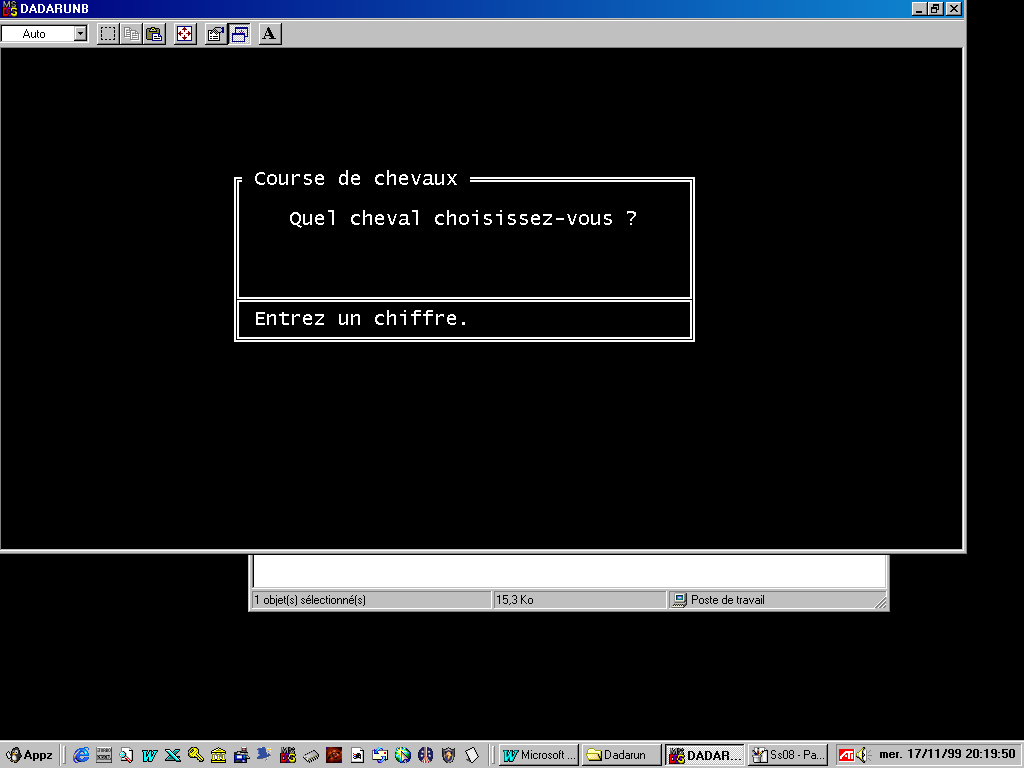 DADARUNB
Auto
A
Course de chevaux
Quel cheval choisissez-vous ?
Entrez un chiffre.
1 objet(s) sélectionné(s)
15,3 Ko
Poste de travail
Appz
Microsoft ...
Dadarun
DADAR...
Ss08 - Pa...
mer. 17/11/99 20:19:50